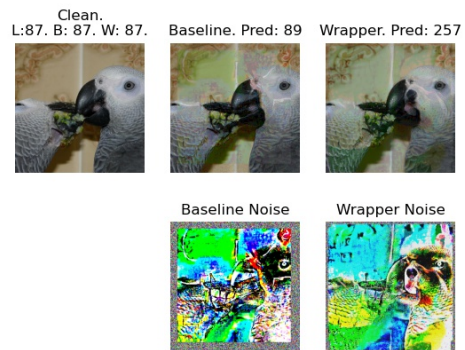 Clean.
L:87. B: 87. W: 87.
Baseline. Pred: 89
Wrapper. Pred: 257
Baseline Noise
Wrapper Noise